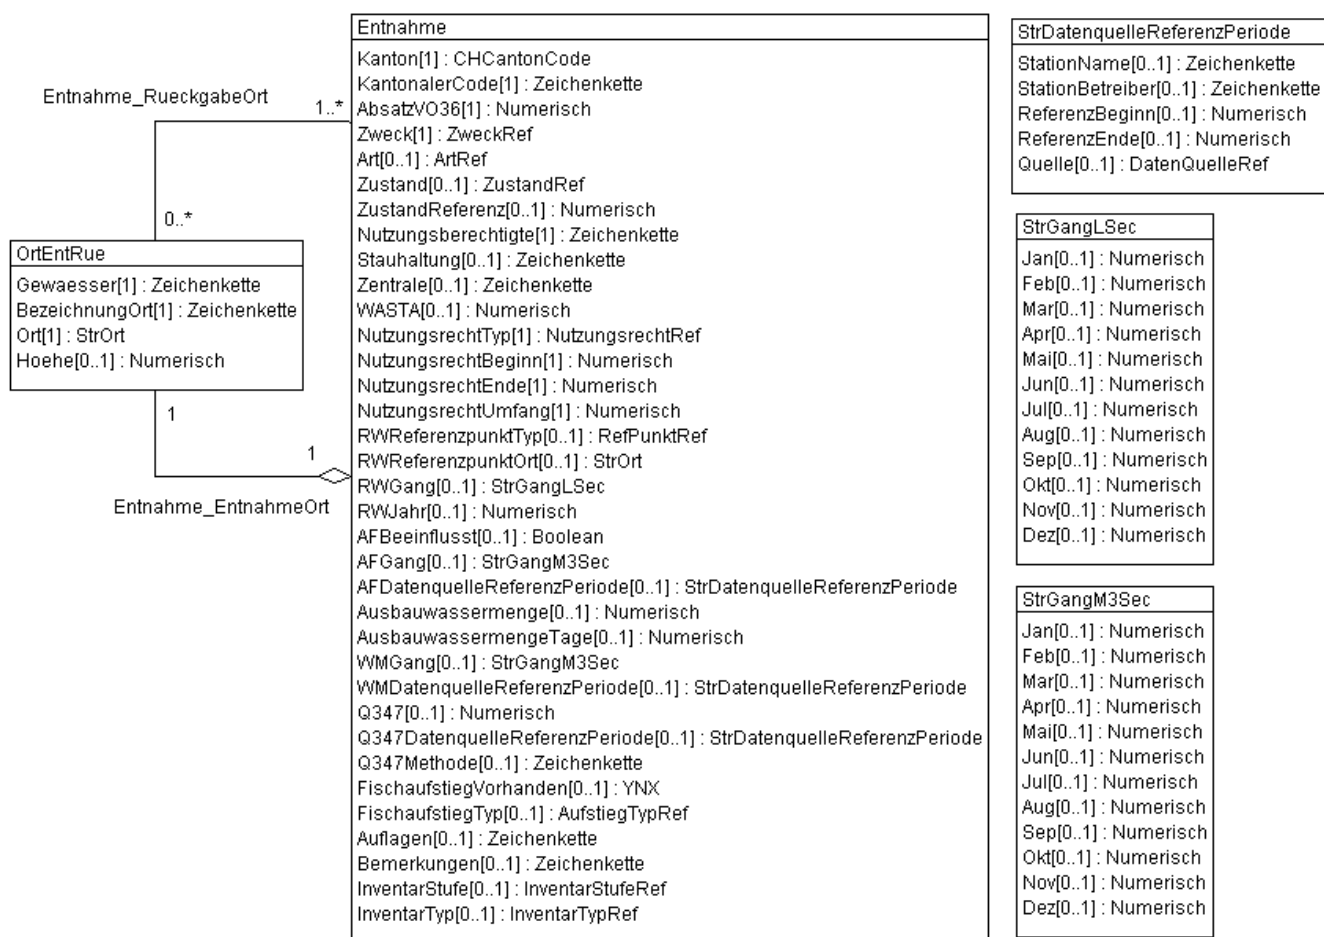 Entnahme_RueckgabeOrt
1..*
0..*
OrtEntRue
Gewaesser[1] : Zeichenkette
BezeichnungOrt[1] : Zeichenkette
Ort[1] : StrOrt
Hoehe[0..1] : Numerisch
1
1
Entnahme_EntnahmeOrt
Entnahme
Kanton[1] : CHCantonCode
KantonalerCode[1] : Zeichenkette
AbsatzVO36[1] : Numerisch
Zweck[1] : ZweckRef
Art[0..1] : ArtRef
Zustand[0..1] : ZustandRef
ZustandReferenz[0..1] : Numerisch
Nutzungsberechtigte[1] : Zeichenkette
Stauhaltung[0..1] : Zeichenkette
Zentrale[0..1] : Zeichenkette
WASTA[0..1] : Numerisch
NutzungsrechtTyp[1] : NutzungsrechtRef
NutzungsrechtBeginn[1] : Numerisch
NutzungsrechtEnde[1] : Numerisch
NutzungsrechtUmfang[1] : Numerisch
RWReferenzpunktTyp[0..1] : RefPunktRef
RWReferenzpunktOrt[0..1] : StrOrt
RWGang[0..1] : StrGangLSec
RWJahr[0..1] : Numerisch
AFBeeinflusst[0..1] : Boolean
AFGang[0..1] : StrGangM3Sec
AFDatenquelleReferenzPeriode[0..1] : StrDatenquelleReferenzPeriode
Ausbauwassermenge[0..1] : Numerisch
AusbauwassermengeTage[0..1] : Numerisch
WMGang[0..1] : StrGangM3Sec
WMDatenquelleReferenzPeriode[0..1] : StrDatenquelleReferenzPeriode
Q347[0..1] : Numerisch
Q347DatenquelleReferenzPeriode[0..1] : StrDatenquelleReferenzPeriode
Q347Methode[0..1] : Zeichenkette
FischaufstiegVorhanden[0..1] : YNX
FischaufstiegTyp[0..1] : AufstiegTypRef
Auflagen[0..1] : Zeichenkette
Bemerkungen[0..1] : Zeichenkette
InventarStufe[0..1] : InventarStufeRef
InventarTyp[0..1] : InventarTypRef
StrDatenquelleReferenzPeriode
StationName[0..1] : Zeichenkette
StationBetreiber[0..1] : Zeichenkette
ReferenzBeginn[0..1] : Numerisch
ReferenzEnde[0..1] : Numerisch
Quelle[0..1] : DatenQuelleRef
StrGangLSec
Jan[0..1] : Numerisch
Feb[0..1] : Numerisch
Mar[0..1] : Numerisch
Apr[0..1] : Numerisch
Mai[0..1] : Numerisch
Jun[0..1] : Numerisch
Jul[0..1] : Numerisch
Aug[0..1] : Numerisch
Sep[0..1] : Numerisch
Okt[0..1] : Numerisch
Nov[0..1] : Numerisch
Dez[0..1] : Numerisch
StrGangM3Sec
Jan[0..1] : Numerisch
Feb[0..1] : Numerisch
Mar[0..1] : Numerisch
Apr[0..1] : Numerisch
Mai[0..1] : Numerisch
Jun[0..1] : Numerisch
Jul[0..1] : Numerisch
Aug[0..1] : Numerisch
Sep[0..1] : Numerisch
Okt[0..1] : Numerisch
Nov[0..1] : Numerisch
Dez[0..1] : Numerisch